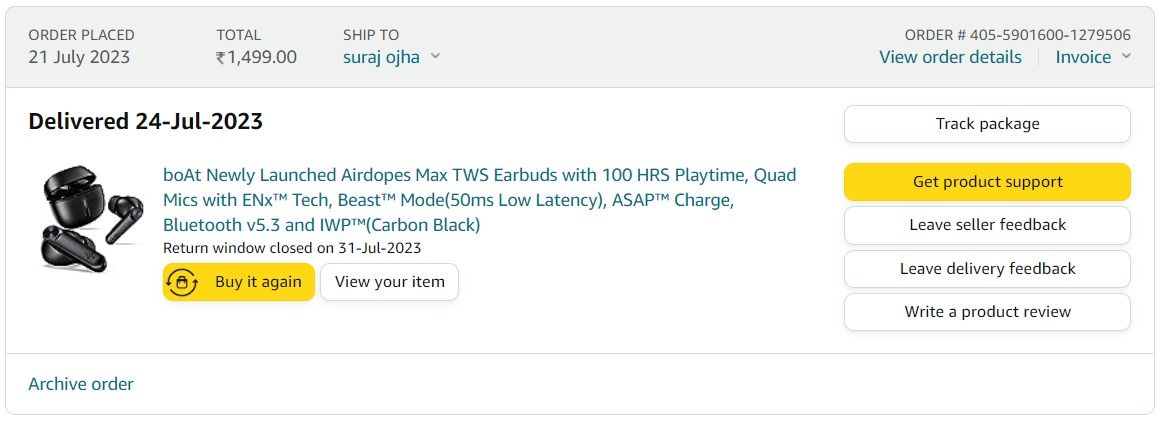 ORDER PLACED
21 July 2023
TOTAL
₹1,499.00
SHIP TO
suraj ojha
ORDER # 405-5901600-1279506
View order details
Invoice
Delivered 24-Jul-2023
boAt Newly Launched Airdopes Max TWS Earbuds with 100 HRS Playtime, Quad
Mics with ENx™ Tech, Beast™ Mode(50ms Low Latency), ASAP™ Charge,
Bluetooth v5.3 and IWP™(Carbon Black)
Return window closed on 31-Jul-2023
Buy it again
View your item
Track package
Get product support
Leave seller feedback
Leave delivery feedback
Write a product review
Archive order